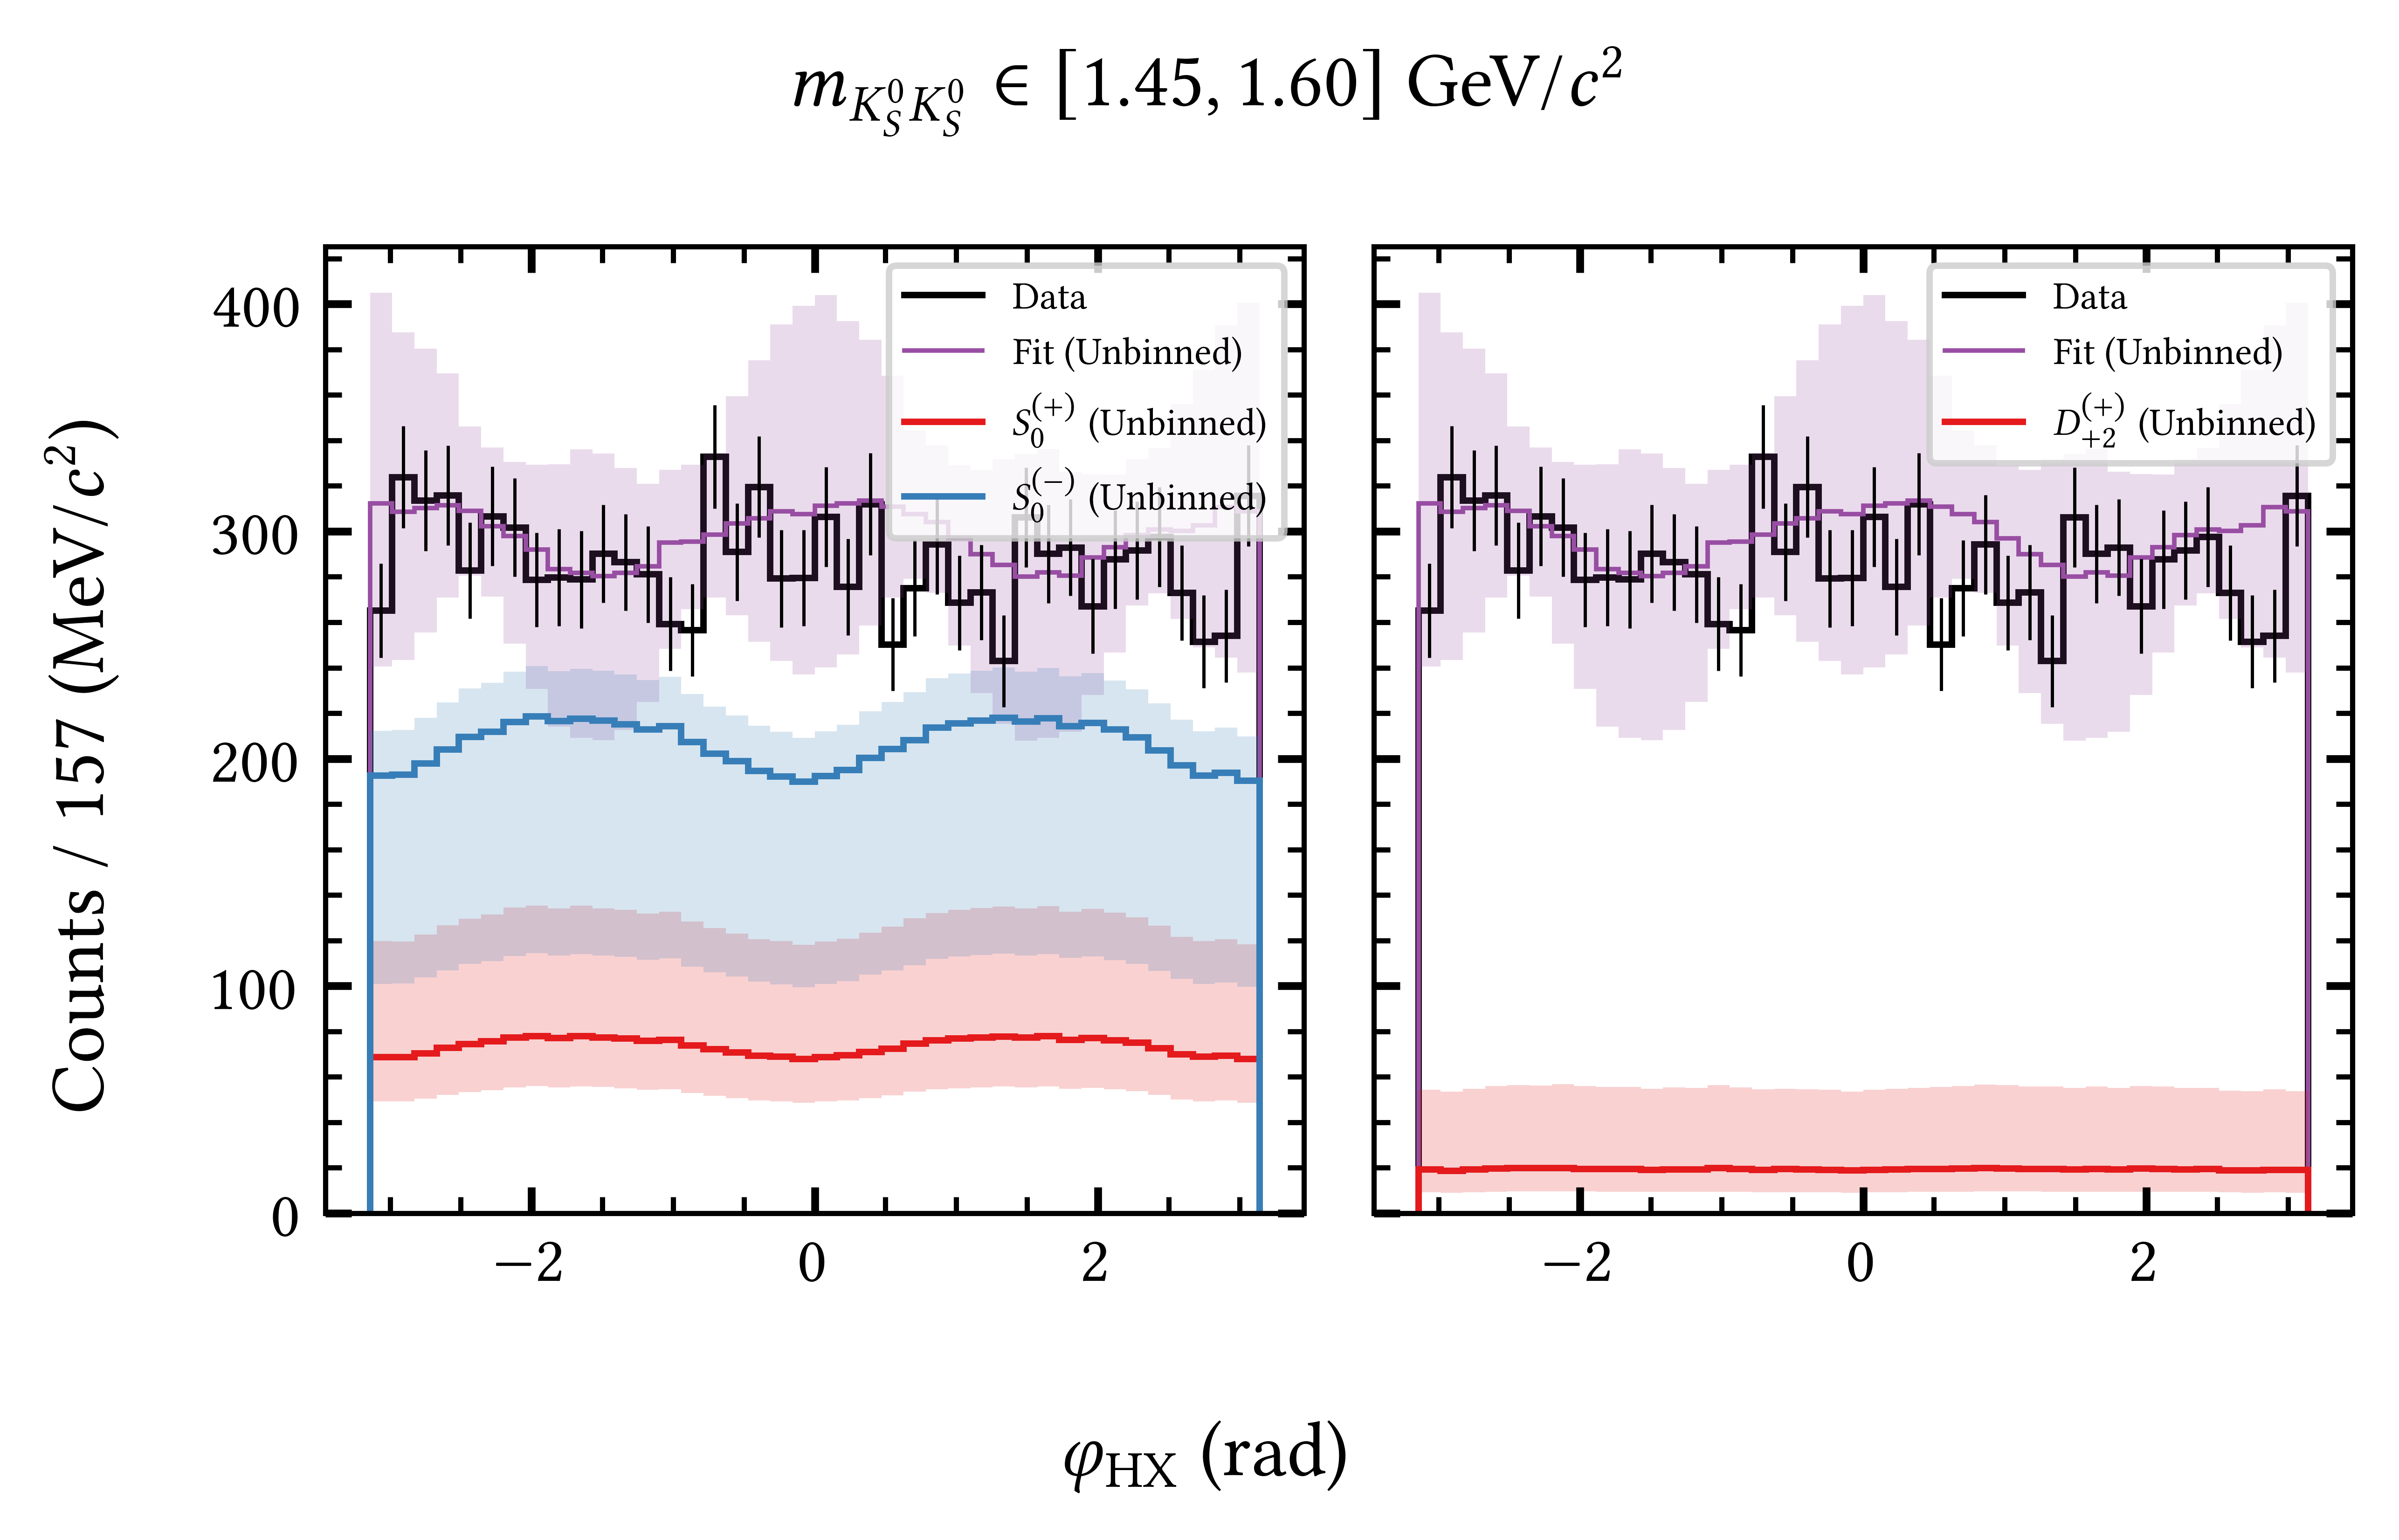 m_{K_S^0 K_S^0} ∈ [1.45, 1.60] GeV/c²
Counts / 157 (MeV/c²)
400
300
200
100
0
Data
Fit (Unbinned)
S_0^{(+)} (Unbinned)
S_0^{(−)} (Unbinned)
Data
Fit (Unbinned)
D_{+2}^{(+)} (Unbinned)
−2 0 2
−2 0 2
φ_{HX} (rad)